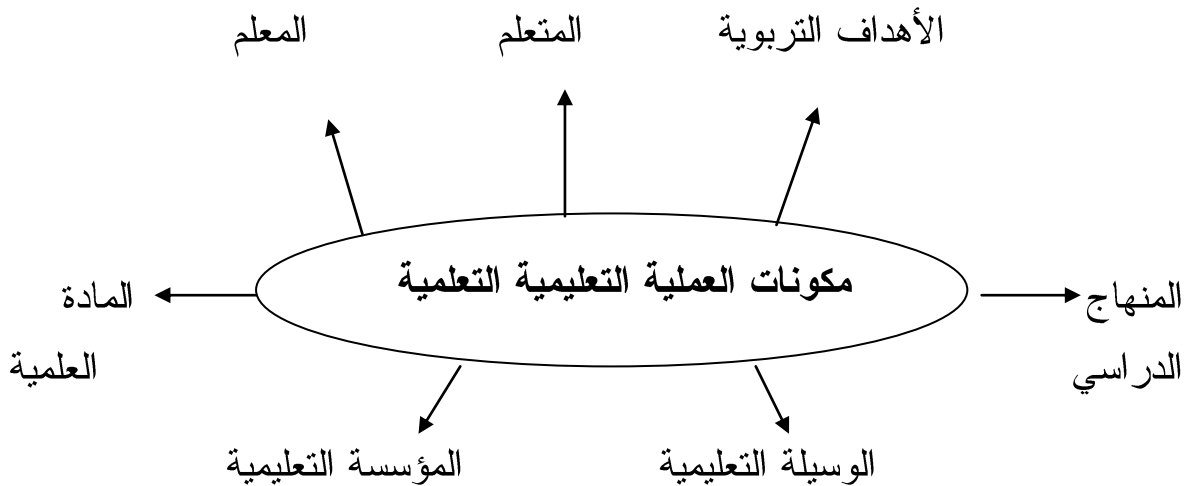 الأهداف التربوية
المتعلم
المعلم
مكونات العملية التعليمية التعلمية
المنهاج
الدراسي
المادة
العلمية
الوسيلة التعليمية
المؤسسة التعليمية